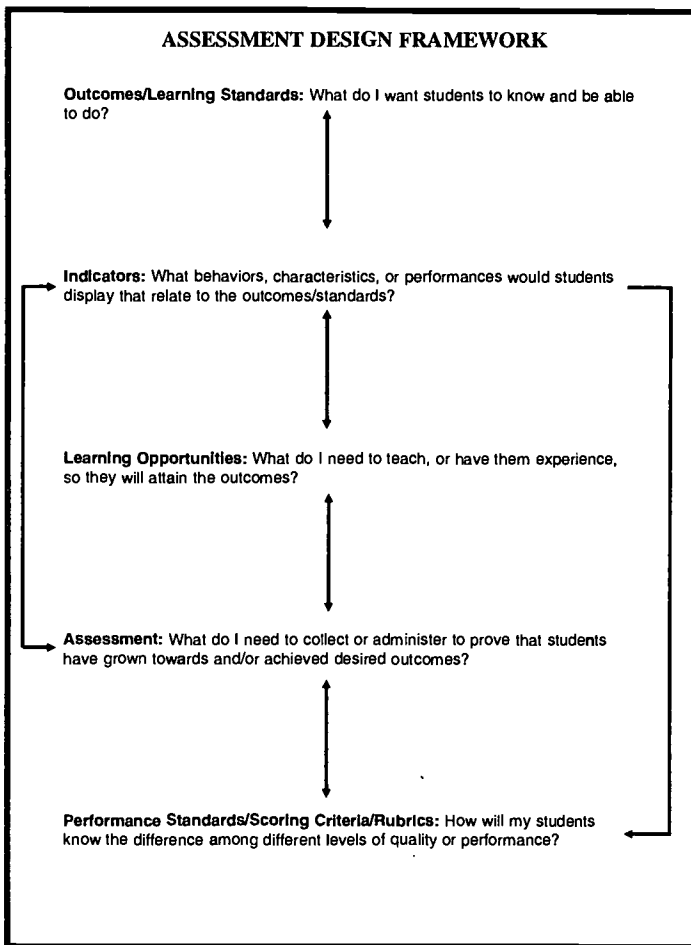 ASSESSMENT DESIGN FRAMEWORK
Outcomes/Learning Standards: What do I want students to know and be able
to do?
Indicators: What behaviors, characteristics, or performances would students
display that relate to the outcomes/standards?
Learning Opportunities: What do I need to teach, or have them experience,
so they will attain the outcomes?
Assessment: What do I need to collect or administer to prove that students
have grown towards and/or achieved desired outcomes?
Performance Standards/Scoring Criteria/Rubrics: How will my students
know the difference among different levels of quality or performance?